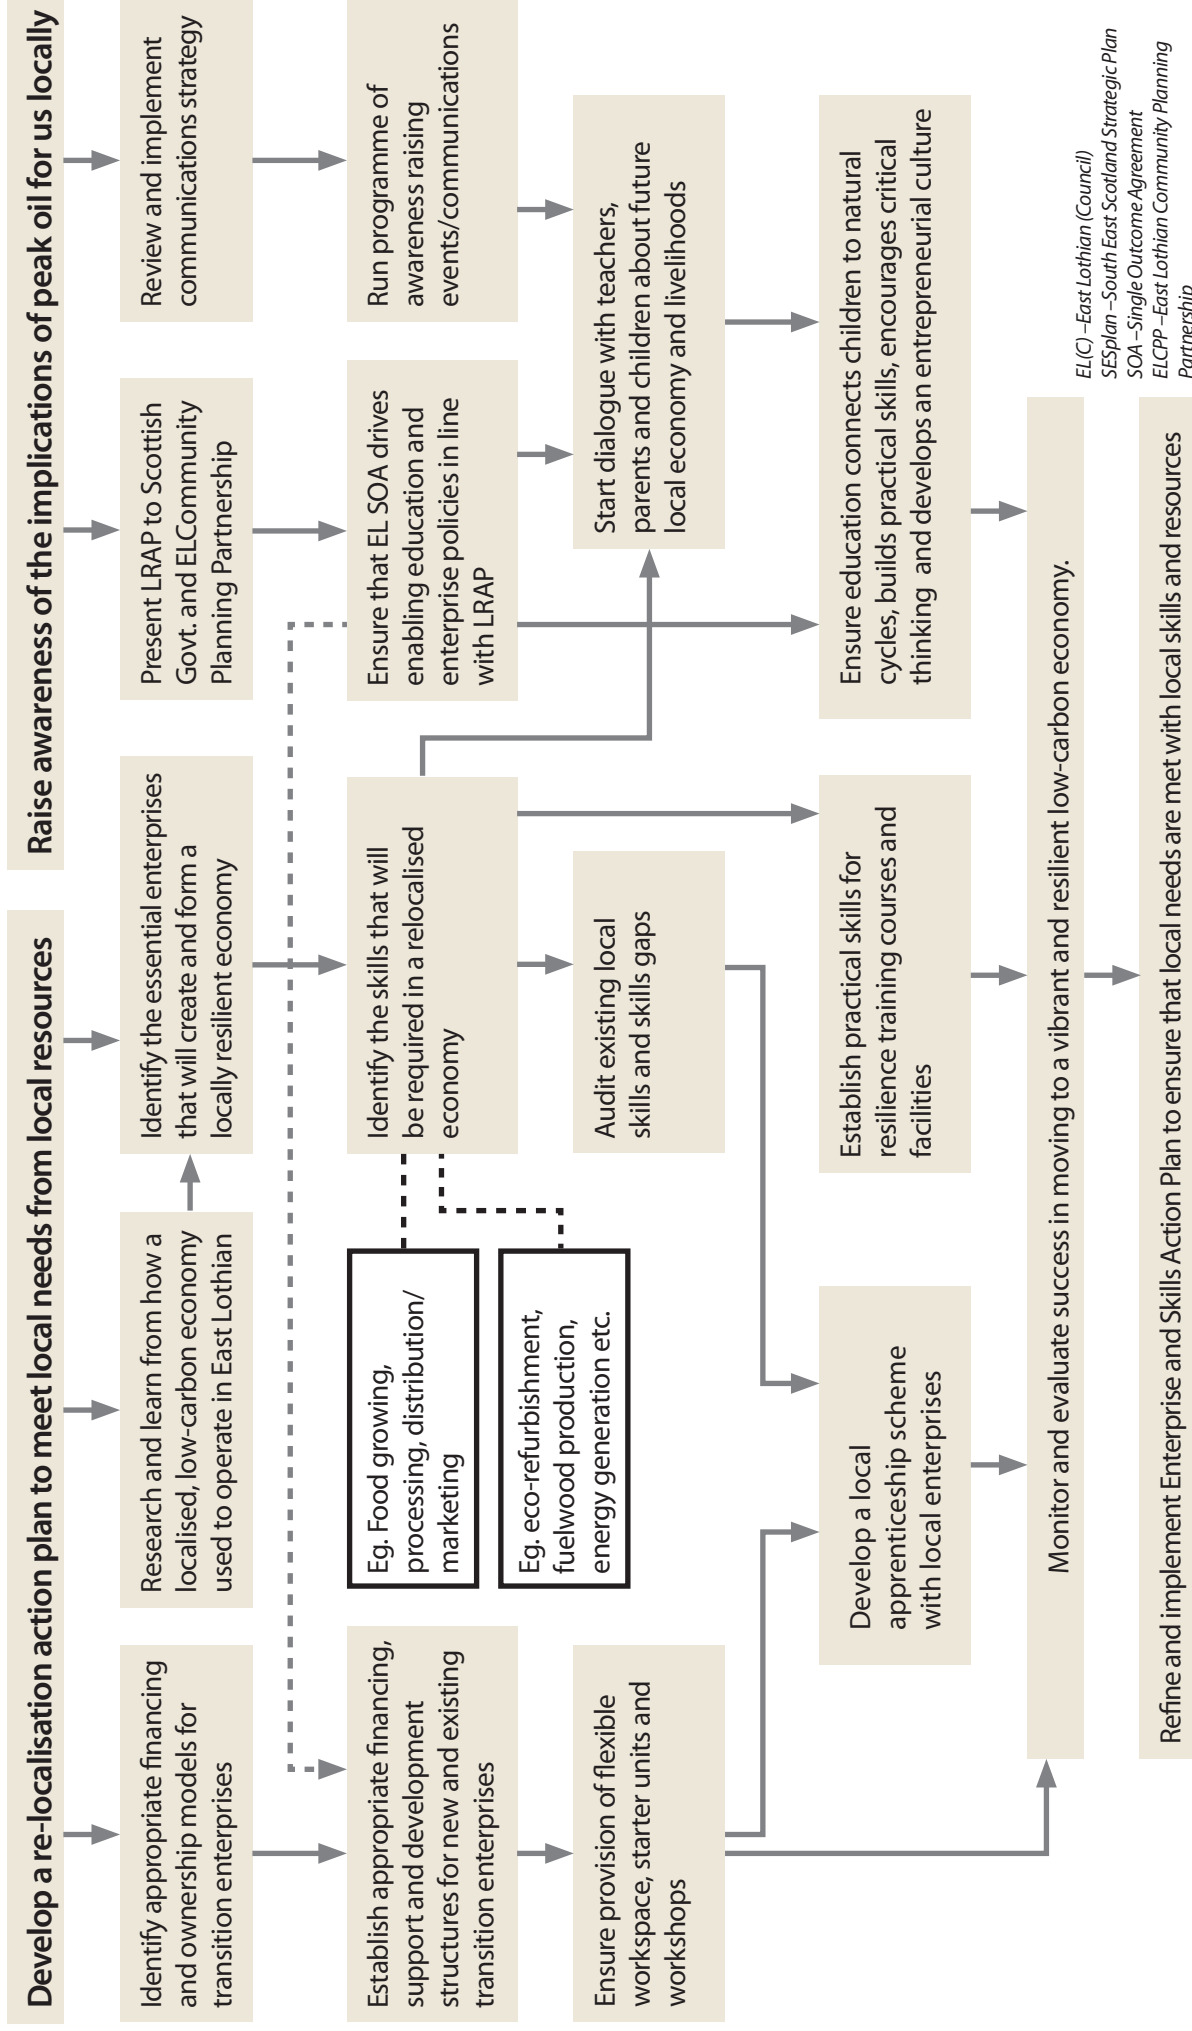 Develop a re-localisation action plan to meet local needs from local resources
Raise awareness of the implications of peak oil for us locally
Identify appropriate financing
and ownership models for
transition enterprises
Research and learn from how a
localised, low-carbon economy
used to operate in East Lothian
Identify the essential enterprises
that will create and form a
locally resilient economy
Present LRAP to Scottish
Govt. and ELCommunity
Planning Partnership
Review and implement
communications strategy
Establish appropriate financing,
support and development
structures for new and existing
transition enterprises
Eg. Food growing,
processing, distribution/
marketing
Eg. eco-refurbishment,
fuelwood production,
energy generation etc.
Identify the skills that will
be required in a relocalised
economy
Ensure that EL SOA drives
enabling education and
enterprise policies in line
with LRAP
Run programme of
awareness raising
events/communications
Ensure provision of flexible
workspace, starter units and
workshops
Audit existing local
skills and skills gaps
Start dialogue with teachers,
parents and children about future
local economy and livelihoods
Develop a local
apprenticeship scheme
with local enterprises
Establish practical skills for
resilience training courses and
facilities
Ensure education connects children to natural
cycles, builds practical skills, encourages critical
thinking and develops an entrepreneurial culture
Monitor and evaluate success in moving to a vibrant and resilient low-carbon economy.
Refine and implement Enterprise and Skills Action Plan to ensure that local needs are met with local skills and resources
EL(C) –East Lothian (Council)
SESplan –South East Scotland Strategic Plan
SOA –Single Outcome Agreement
ELCPP –East Lothian Community Planning
Partnership